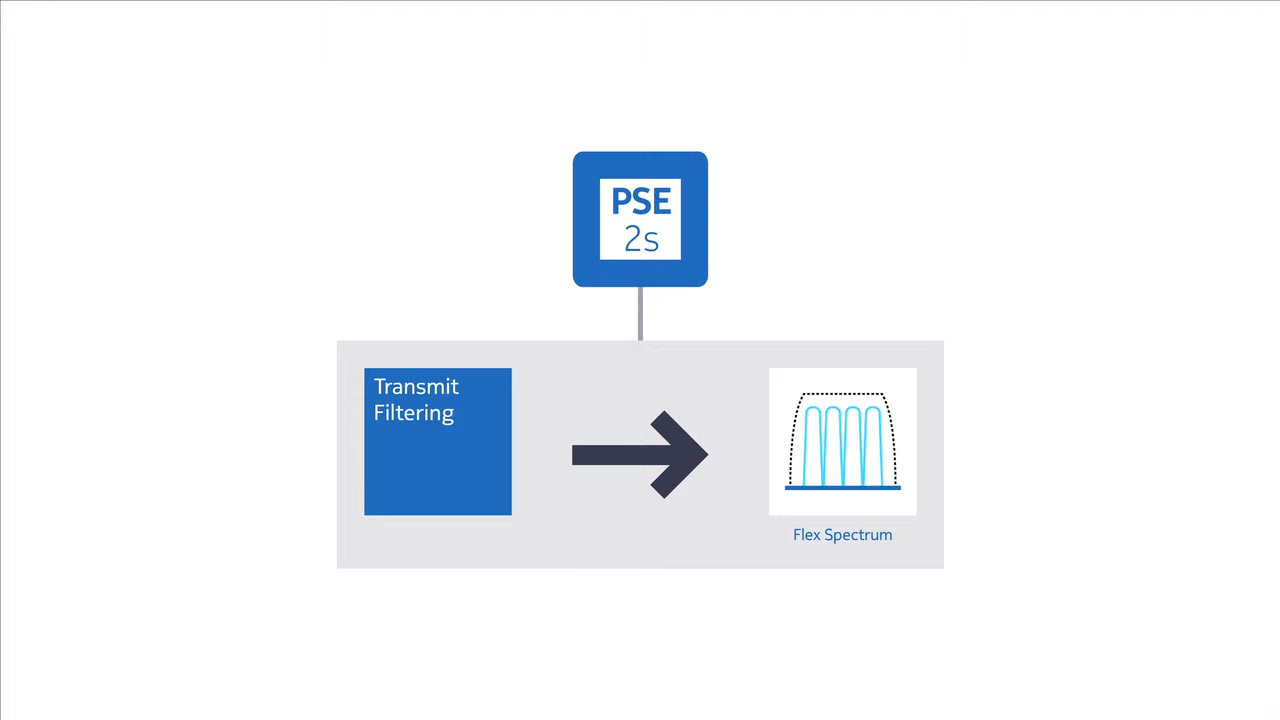 PSE
2s
Transmit
Filtering
Flex Spectrum